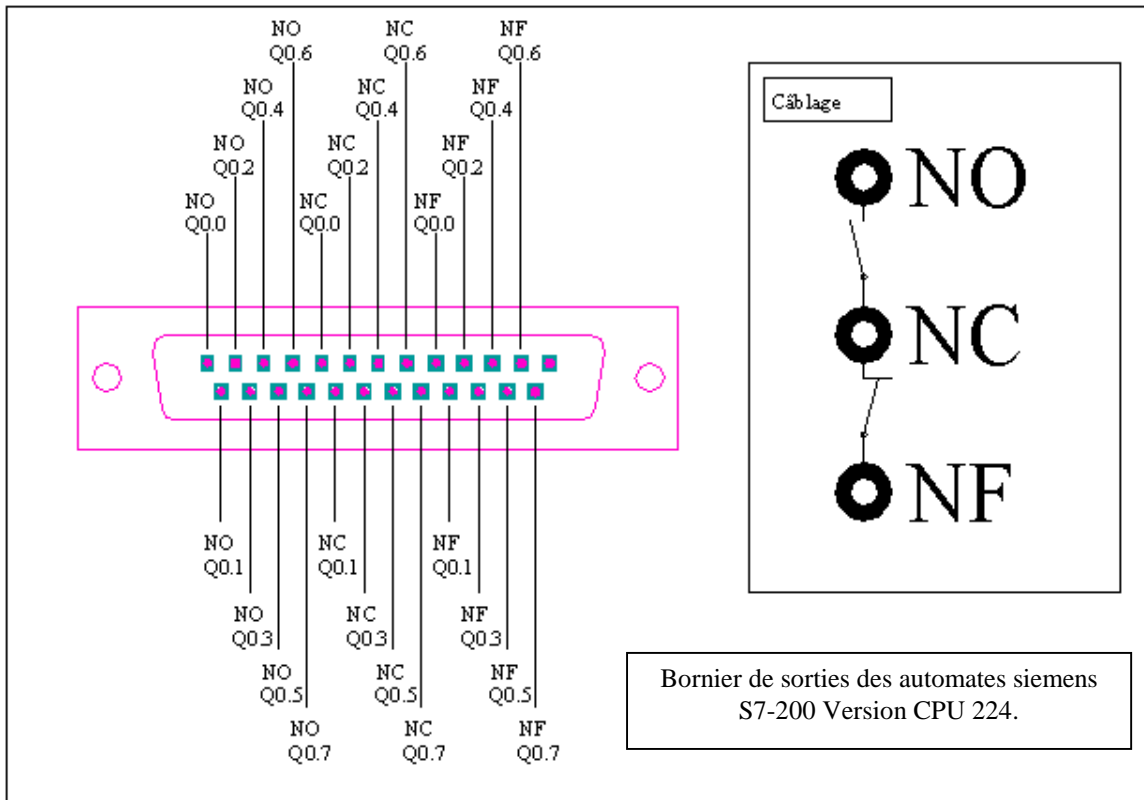 NO
Q0.6
NC
Q0.6
NF
Q0.6
NO
Q0.4
NC
Q0.4
NF
Q0.4
NO
Q0.2
NC
Q0.2
NF
Q0.2
NO
Q0.0
NC
Q0.0
NF
Q0.0
NO
Q0.1
NC
Q0.1
NF
Q0.1
NO
Q0.3
NC
Q0.3
NF
Q0.3
NO
Q0.5
NC
Q0.5
NF
Q0.5
NO
Q0.7
NC
Q0.7
NF
Q0.7
Câblage
NO
NC
NF
Bornier de sorties des automates siemens
S7-200 Version CPU 224.